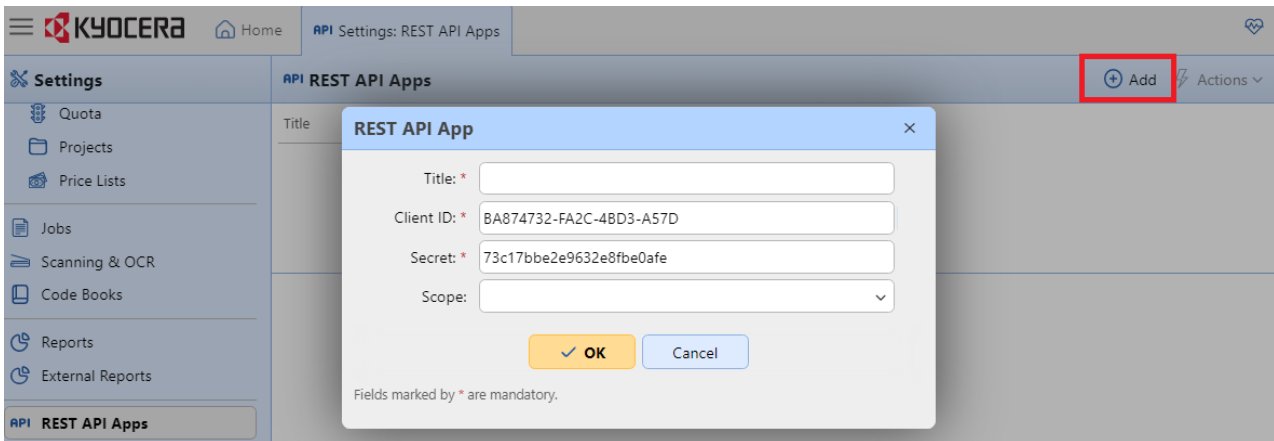 KYOCERA
Home
API Settings: REST API Apps
Settings
API REST API Apps
Add
Actions
Quota
Projects
Price Lists
Jobs
Scanning & OCR
Code Books
Reports
External Reports
API REST API Apps
Title
REST API App
Title: *
Client ID: * BA874732-FA2C-4BD3-A57D
Secret: * 73c17bbe2e9632e8fbe0afe
Scope:
OK
Cancel
Fields marked by * are mandatory.